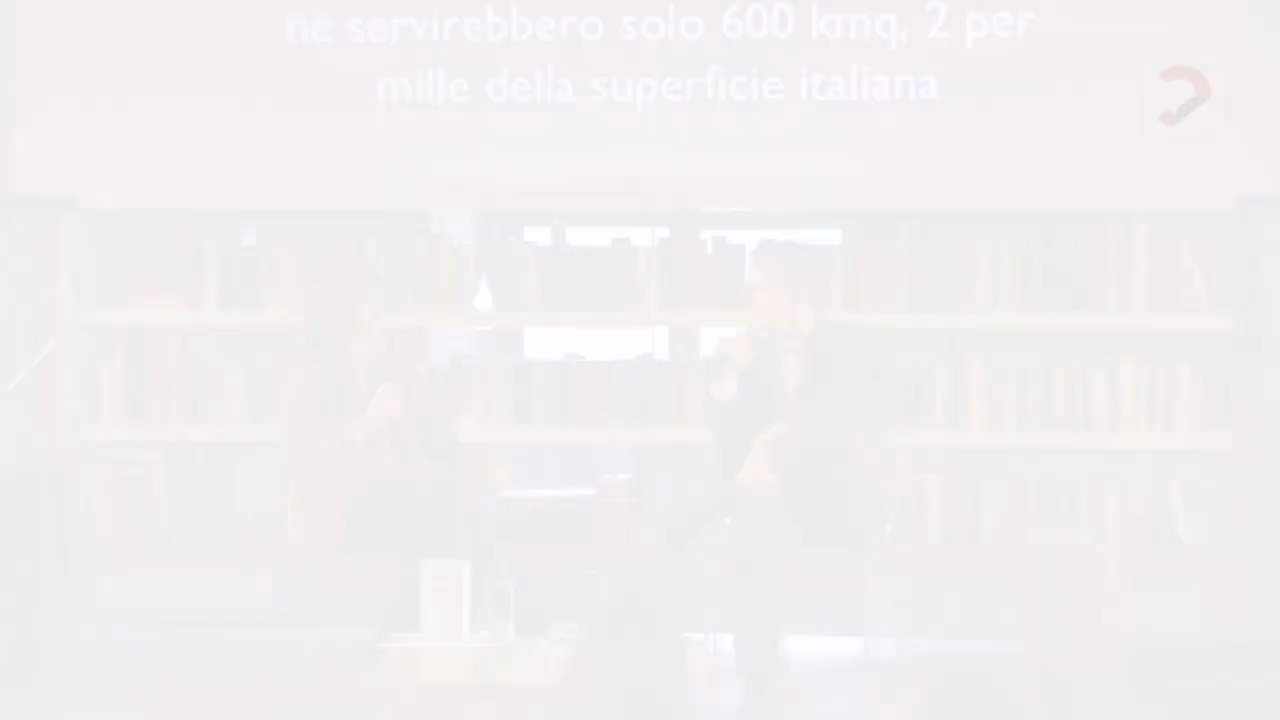 ne servirebbero solo 600 kmq, 2 per
mille della superficie italiana